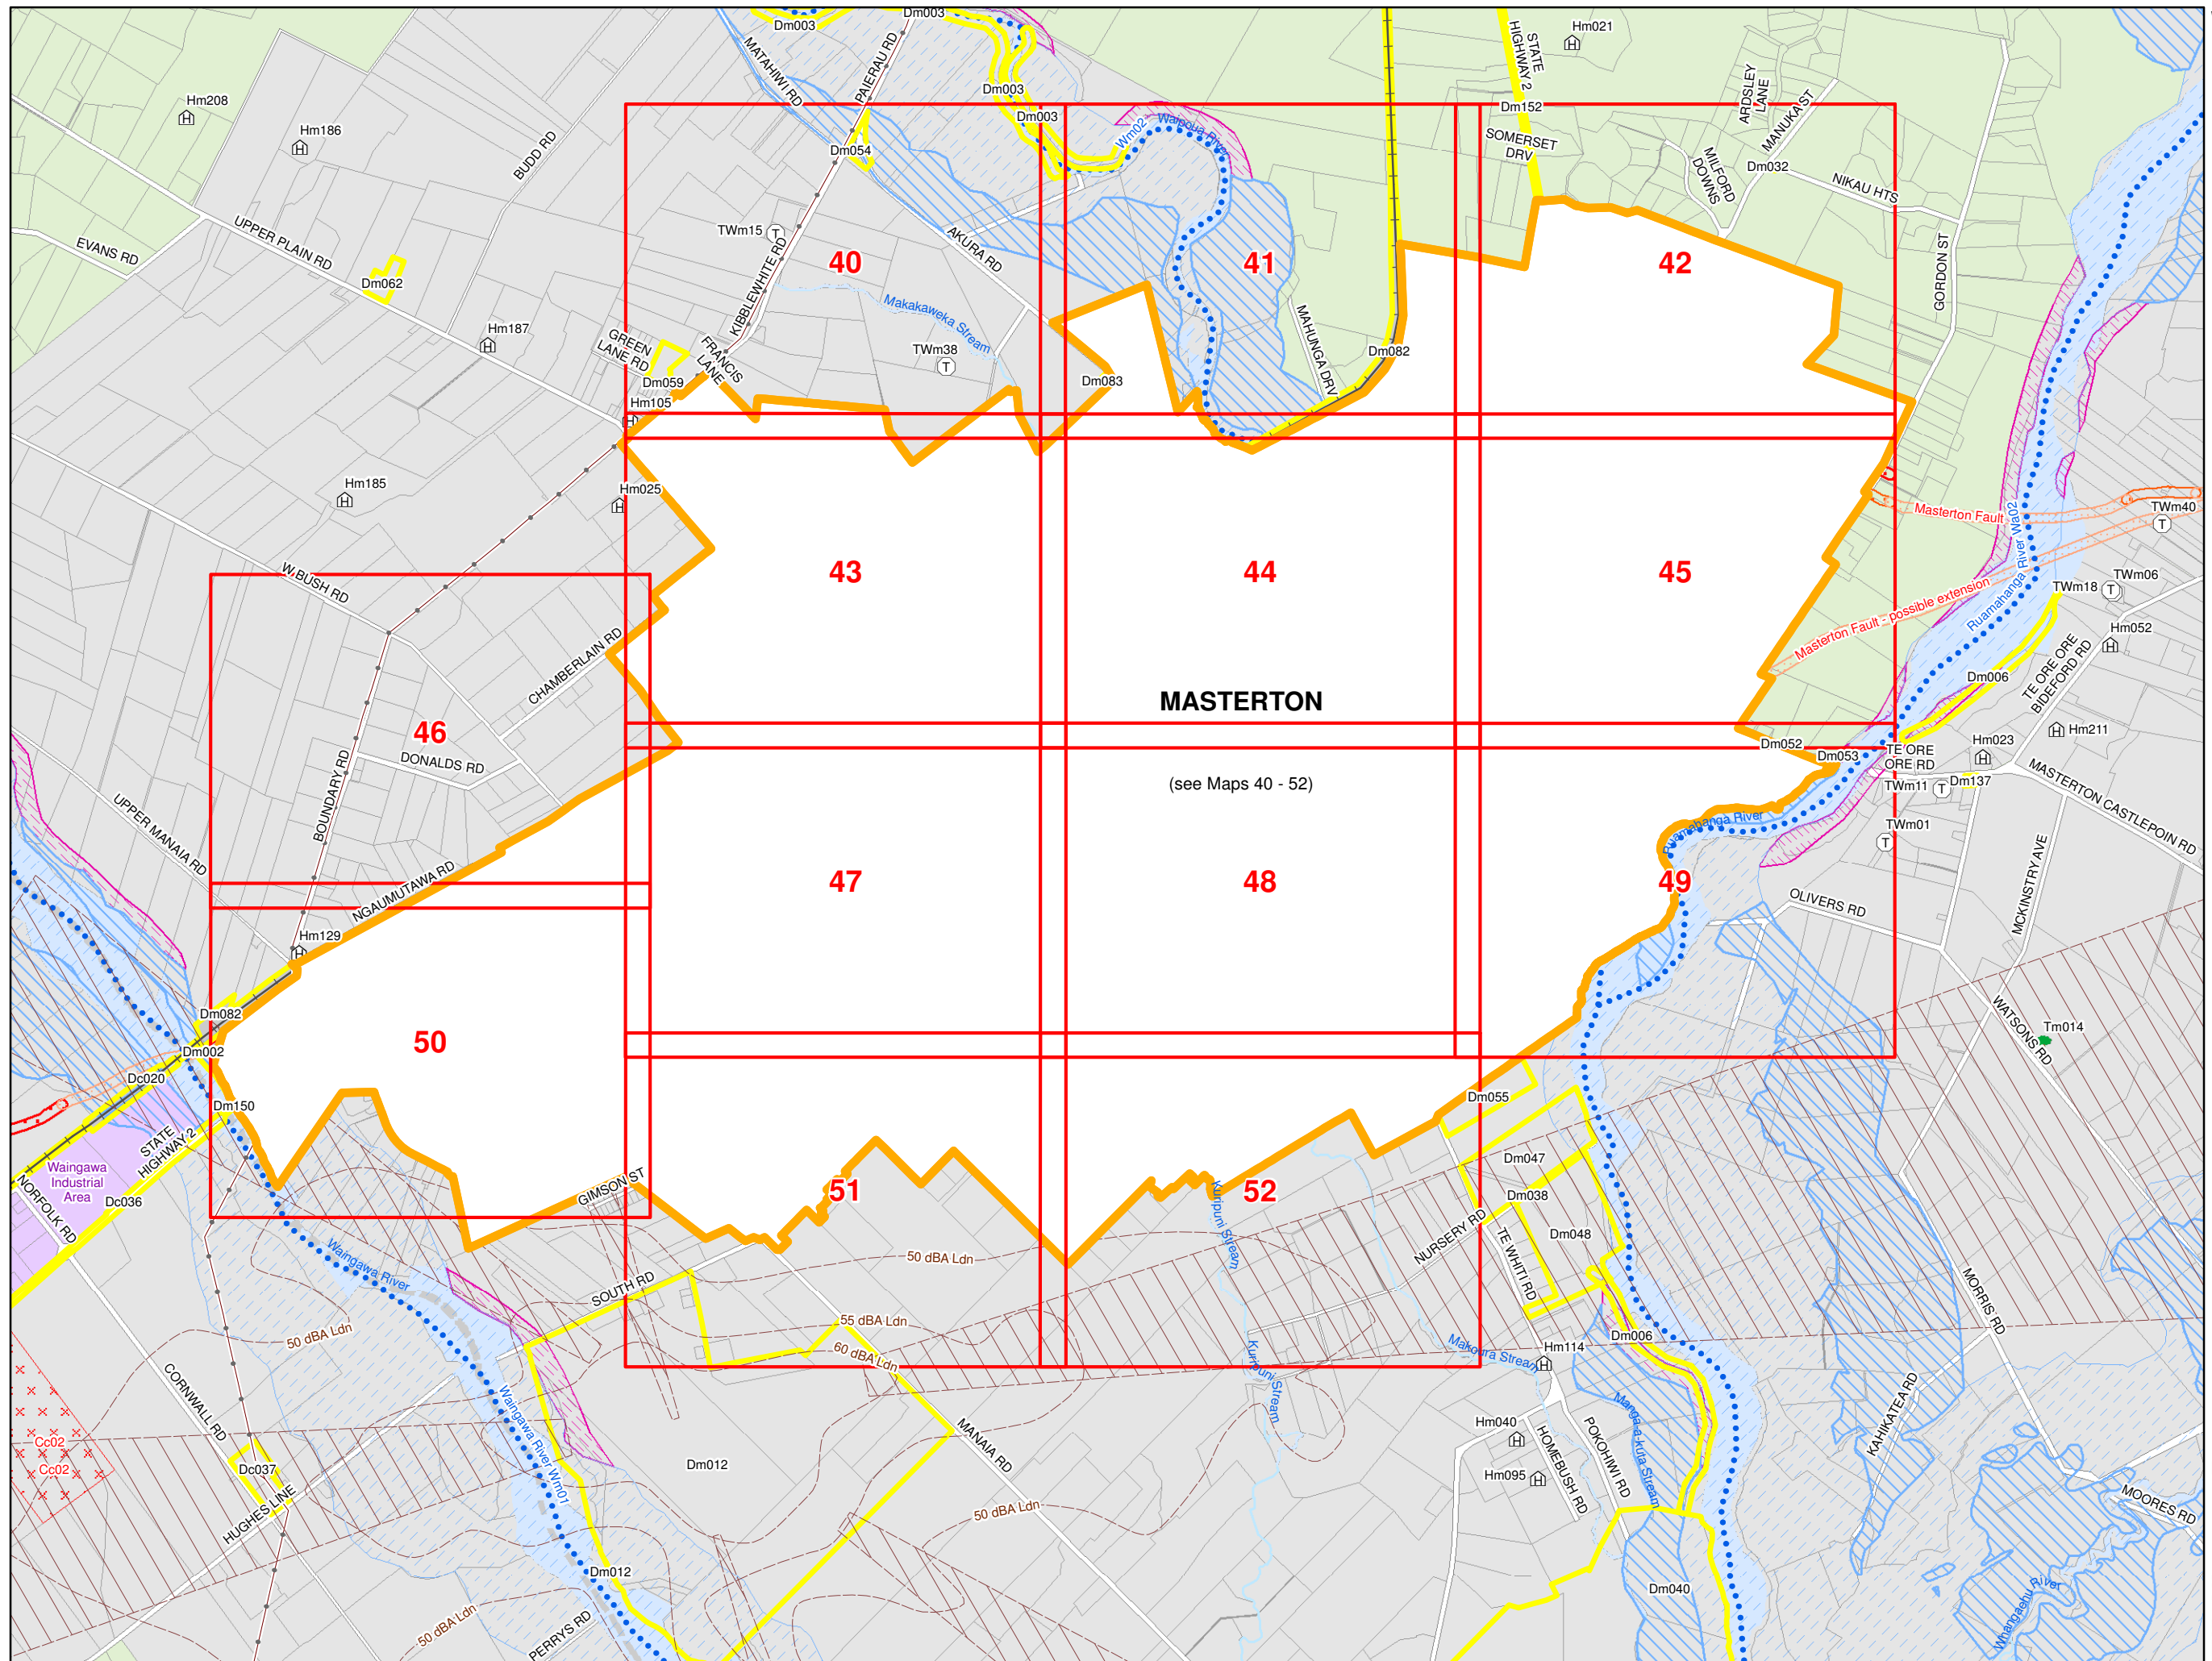 Dm003
Dm003
MATAHIWI RD
PAIERAU RD
Dm003
Dm003
STATE
HIGHWAY 2
Hm021
ARDSLEY
LANE
MANUKA ST
Hm208
Hm186
BUDD RD
Dm054
Wm02
Waipoua River
Dm152
SOMERSET
DRV
MILFORD
DOWNS
Dm032
NIKAU HTS
EVANS RD
UPPER PLAIN RD
Dm062
TWm15
KIBBLEWHITE RD
40
AKURA RD
41
42
GORDON ST
Makakaweka Stream
Hm187
GREEN
LANE RD
FRANCIS
LANE
TWm38
MAHUNGA DRV
Dm082
Dm059
Dm083
Hm105
Hm185
Hm025
Masterton Fault
Ruamahanga River Wa02
TWm40
W.BUSH RD
43
44
45
Masterton Fault - possible extension
TWm18
TWm06
Hm052
CHAMBERLAIN RD
TE ORE ORE
BIDEFORD RD
Dm006
MASTERTON
46
DONALDS RD
BOUNDARY RD
Dm052
Dm053
TE ORE
ORE RD
Hm023
Hm211
(see Maps 40 - 52)
TWm11
Dm137
MASTERTON CASTLEPOIN RD
UPPER MANAIA RD
Ruamahanga River
TWm01
NGAUMUTAWA RD
47
48
49
OLIVERS RD
MCKINSTRY AVE
Hm129
Dm082
Dm002
50
WATSONS RD
Tm014
Dc020
Dm150
Dm055
STATE
HIGHWAY 2
Waingawa
Industrial
Area
Dc036
NORFOLK RD
GIMSON ST
51
52
Kuripuni Stream
Dm047
Dm038
NURSERY RD
TE WHITI RD
Dm048
Waingawa River
50 dBA Ldn
SOUTH RD
MORRIS RD
50 dBA Ldn
55 dBA Ldn
60 dBA Ldn
Kuripuni Stream
Makoura Stream
Dm006
Hm114
CORNWALL RD
Waingawa River Wm01
Manga-a-kuta Stream
KAHIKATEA RD
Cc02
Cc02
Dc037
HUGHES LINE
Dm012
MANAIA RD
Hm040
Hm095
HOMEBUSH RD
POKOHIWI RD
50 dBA Ldn
MOORES RD
Dm012
Dm040
50 dBA Ldn
PERRYS RD
Whangaehu River